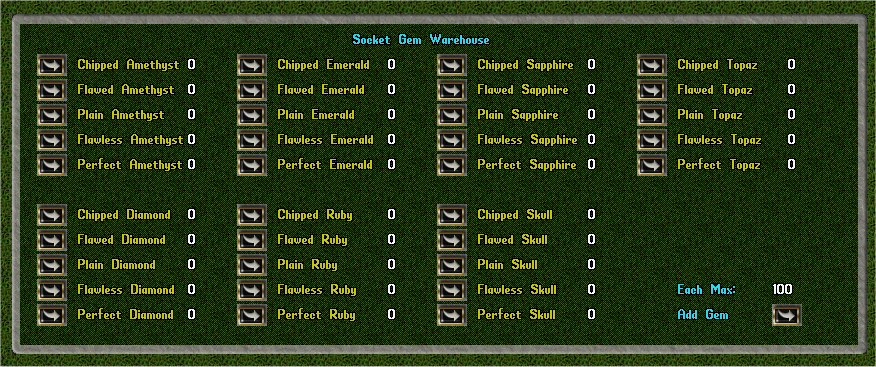 Socket Gem Warehouse
Chipped Amethyst 0 Chipped Emerald 0 Chipped Sapphire 0 Chipped Topaz 0
Flawed Amethyst 0 Flawed Emerald 0 Flawed Sapphire 0 Flawed Topaz 0
Plain Amethyst 0 Plain Emerald 0 Plain Sapphire 0 Plain Topaz 0
Flawless Amethyst 0 Flawless Emerald 0 Flawless Sapphire 0 Flawless Topaz 0
Perfect Amethyst 0 Perfect Emerald 0 Perfect Sapphire 0 Perfect Topaz 0
Chipped Diamond 0 Chipped Ruby 0 Chipped Skull 0
Flawed Diamond 0 Flawed Ruby 0 Flawed Skull 0
Plain Diamond 0 Plain Ruby 0 Plain Skull 0
Flawless Diamond 0 Flawless Ruby 0 Flawless Skull 0 Each Max: 100
Perfect Diamond 0 Perfect Ruby 0 Perfect Skull 0 Add Gem